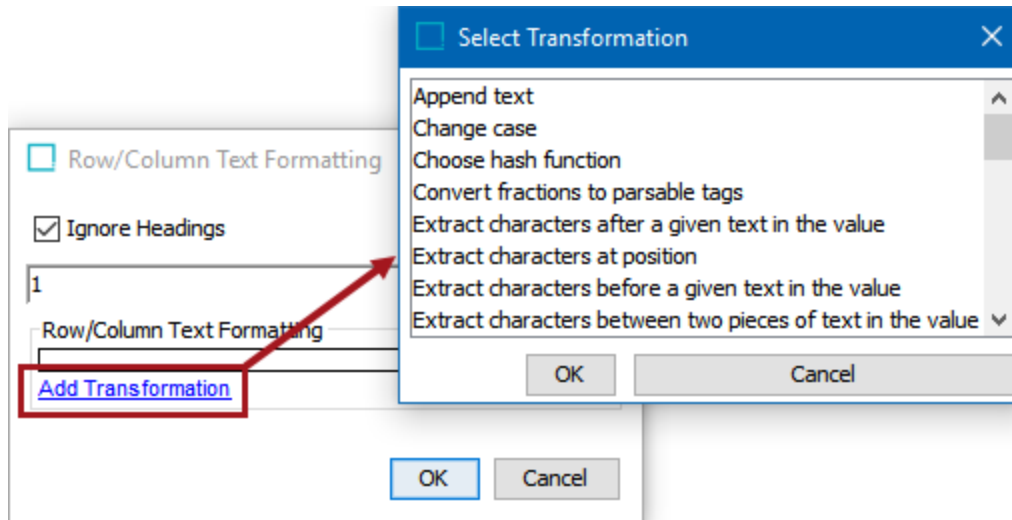 Select Transformation
Append text
Change case
Choose hash function
Convert fractions to parsable tags
Extract characters after a given text in the value
Extract characters at position
Extract characters before a given text in the value
Extract characters between two pieces of text in the value
OK
Cancel
Row/Column Text Formatting
Ignore Headings
1
Row/Column Text Formatting
Add Transformation
OK
Cancel